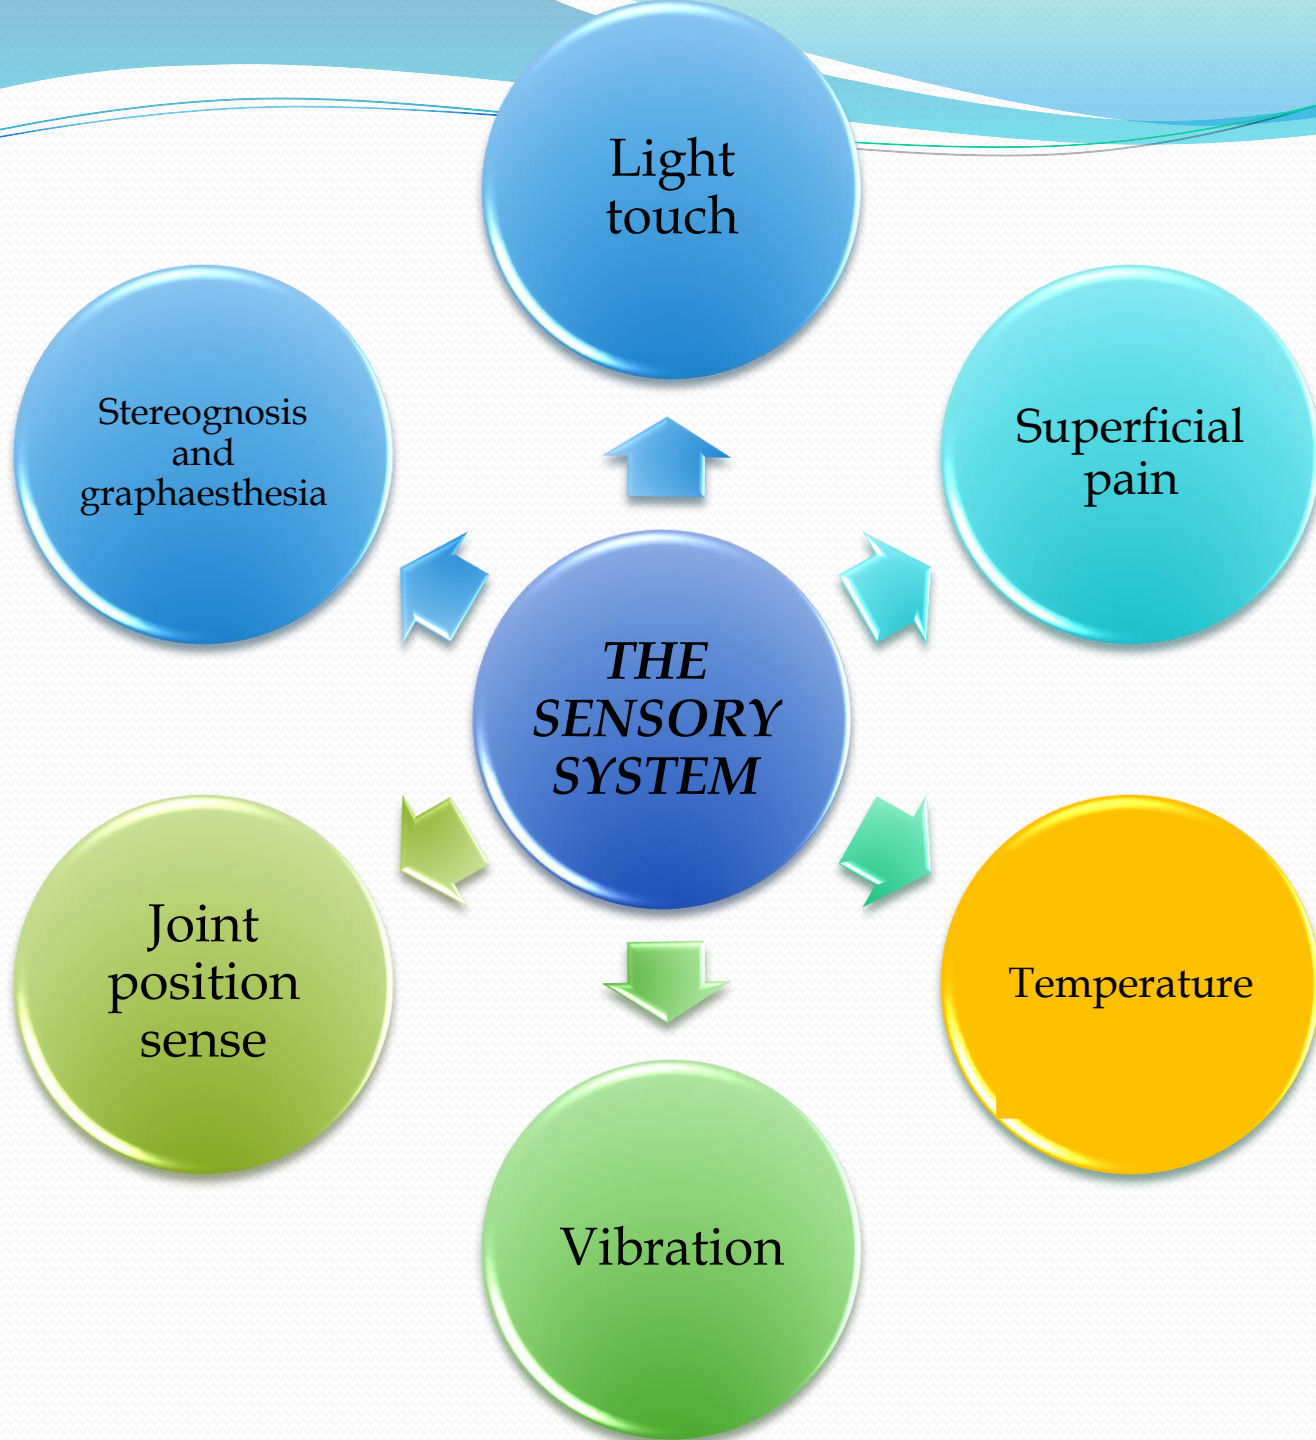 Light
touch
Stereognosis
and
graphaesthesia
Superficial
pain
THE
SENSORY
SYSTEM
Joint
position
sense
Temperature
Vibration